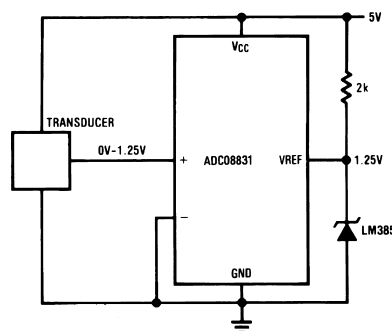 5V
VCC
2k
TRANSDUCER
0V-1.25V
+
ADC08831
VREF
1.25V
−
LM385
GND